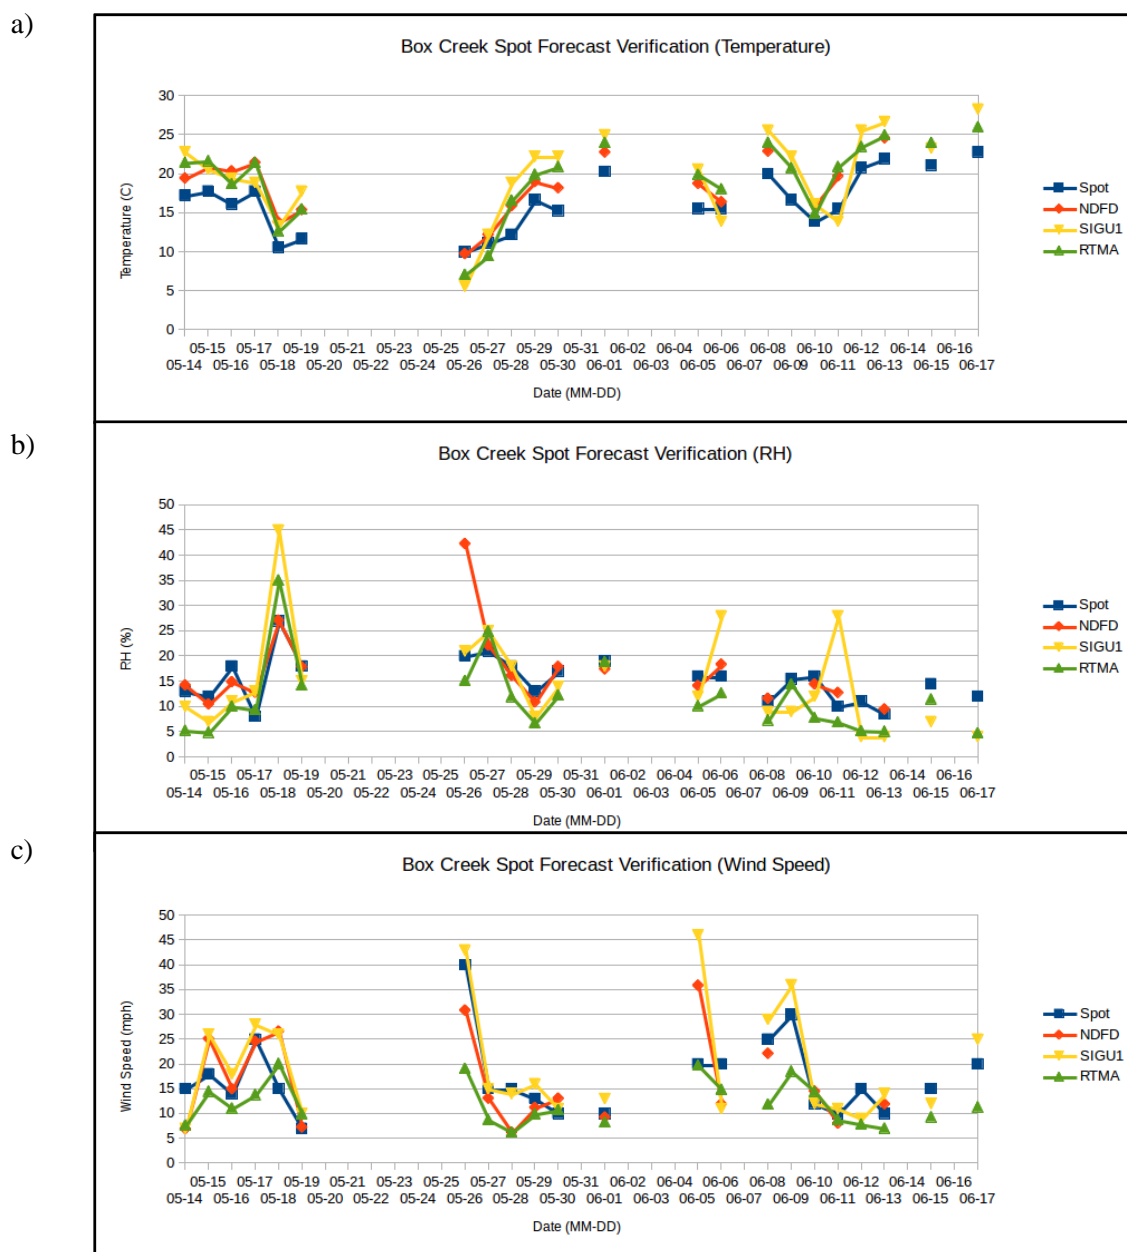 a)
Box Creek Spot Forecast Verification (Temperature)
30
25
20
15
10
5
0
Temperature (C)
05-15 05-17 05-19 05-21 05-23 05-25 05-27 05-29 05-31 06-02 06-04 06-06 06-08 06-10 06-12 06-14 06-16
05-14 05-16 05-18 05-20 05-22 05-24 05-26 05-28 05-30 06-01 06-03 06-05 06-07 06-09 06-11 06-13 06-15 06-17
Date (MM-DD)
Spot
NDFD
SIGU1
RTMA
b)
Box Creek Spot Forecast Verification (RH)
50
45
40
35
30
25
20
15
10
5
0
RH (%)
05-15 05-17 05-19 05-21 05-23 05-25 05-27 05-29 05-31 06-02 06-04 06-06 06-08 06-10 06-12 06-14 06-16
05-14 05-16 05-18 05-20 05-22 05-24 05-26 05-28 05-30 06-01 06-03 06-05 06-07 06-09 06-11 06-13 06-15 06-17
Date (MM-DD)
Spot
NDFD
SIGU1
RTMA
c)
Box Creek Spot Forecast Verification (Wind Speed)
50
45
40
35
30
25
20
15
10
5
0
Wind Speed (mph)
05-15 05-17 05-19 05-21 05-23 05-25 05-27 05-29 05-31 06-02 06-04 06-06 06-08 06-10 06-12 06-14 06-16
05-14 05-16 05-18 05-20 05-22 05-24 05-26 05-28 05-30 06-01 06-03 06-05 06-07 06-09 06-11 06-13 06-15 06-17
Date (MM-DD)
Spot
NDFD
SIGU1
RTMA